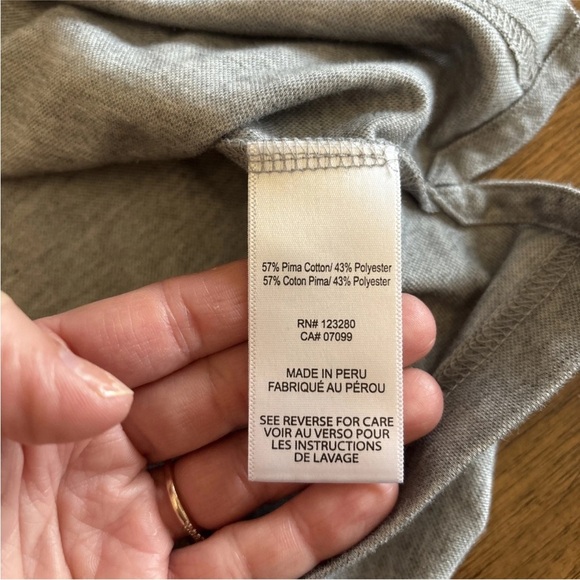 57% Pima Cotton/ 43% Polyester
57% Coton Pima/ 43% Polyester
RN# 123280
CA# 07099
MADE IN PERU
FABRIQUÉ AU PÉROU
SEE REVERSE FOR CARE
VOIR AU VERSO POUR
LES INSTRUCTIONS
DE LAVAGE